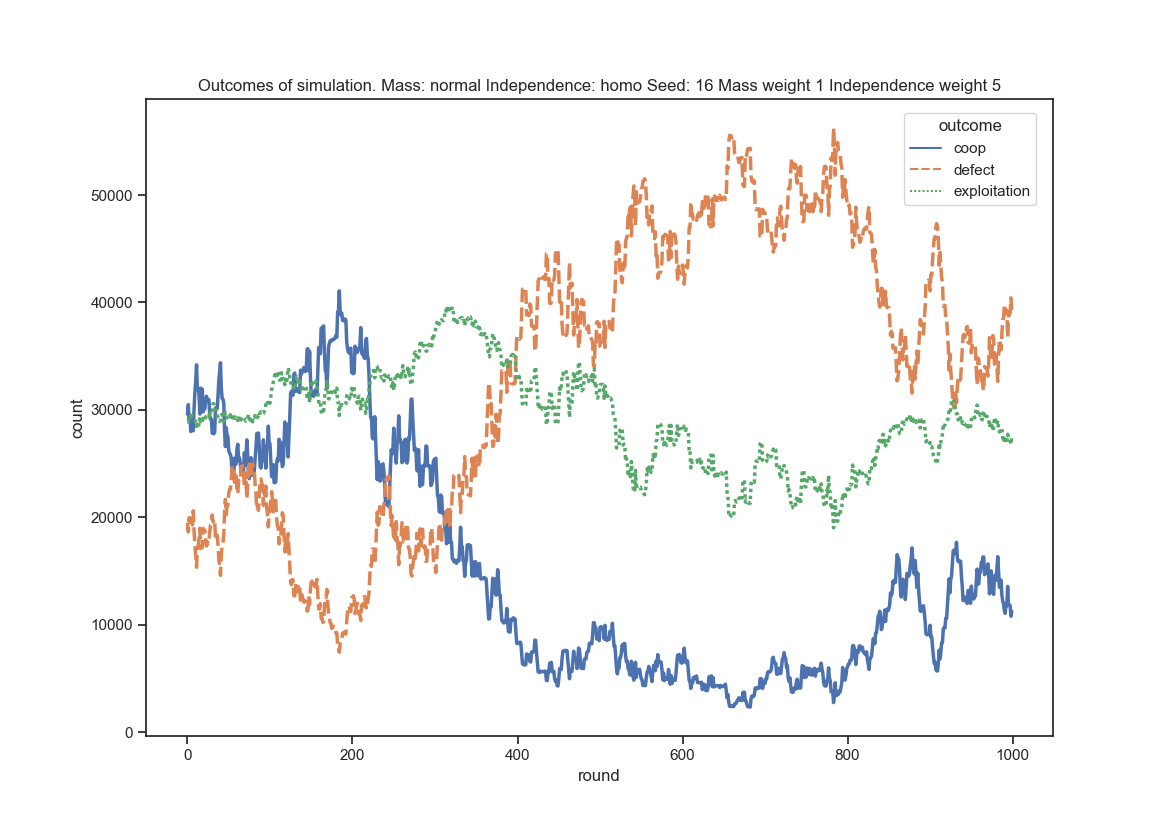 Outcomes of simulation. Mass: normal Independence: homo Seed: 16 Mass weight 1 Independence weight 5
outcome
coop
defect
exploitation
50000
40000
30000
20000
10000
0
count
0 200 400 600 800 1000
round